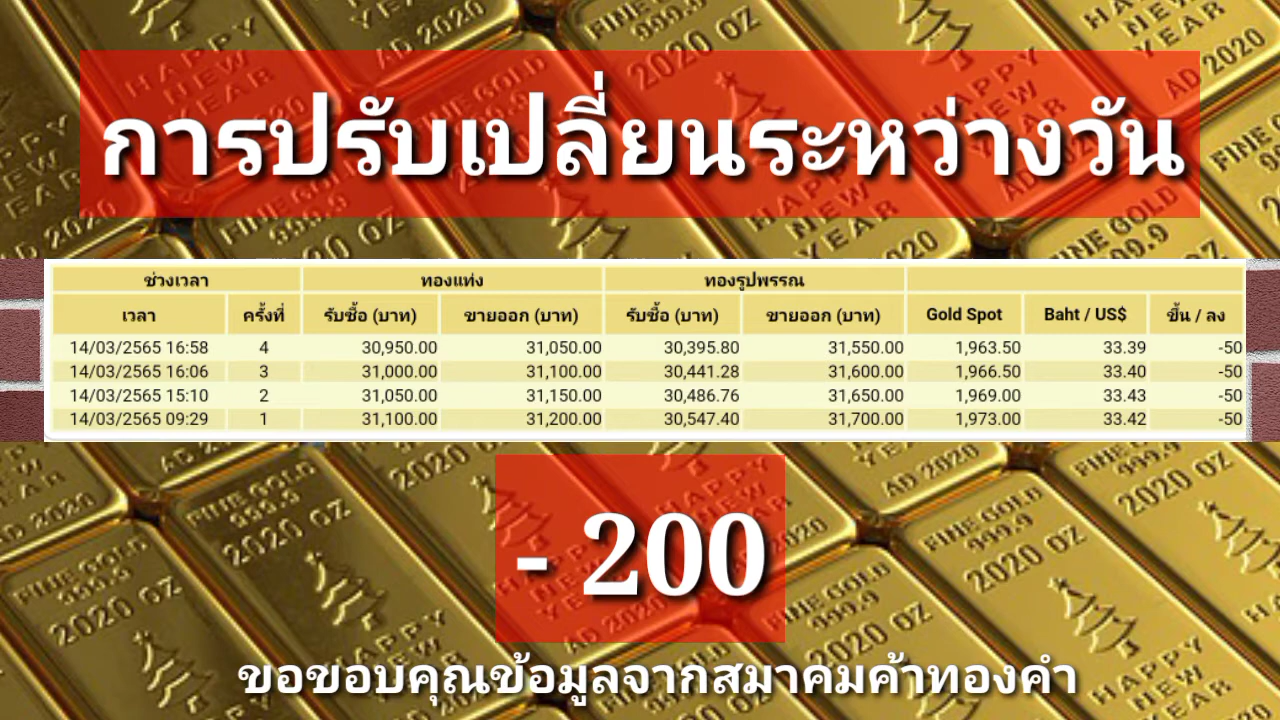 การปรับเปลี่ยนระหว่างวัน
ช่วงเวลา ทองแท่ง ทองรูปพรรณ
เวลา ครั้งที่ รับซื้อ (บาท) ขายออก (บาท) รับซื้อ (บาท) ขายออก (บาท) Gold Spot Baht / US$ ขึ้น / ลง
14/03/2565 16:58 4 30,950.00 31,050.00 30,395.80 31,550.00 1,963.50 33.39 -50
14/03/2565 16:06 3 31,000.00 31,100.00 30,441.28 31,600.00 1,966.50 33.40 -50
14/03/2565 15:10 2 31,050.00 31,150.00 30,486.76 31,650.00 1,969.00 33.43 -50
14/03/2565 09:29 1 31,100.00 31,200.00 30,547.40 31,700.00 1,973.00 33.42 -50
- 200
ขอขอบคุณข้อมูลจากสมาคมค้าทองคำ